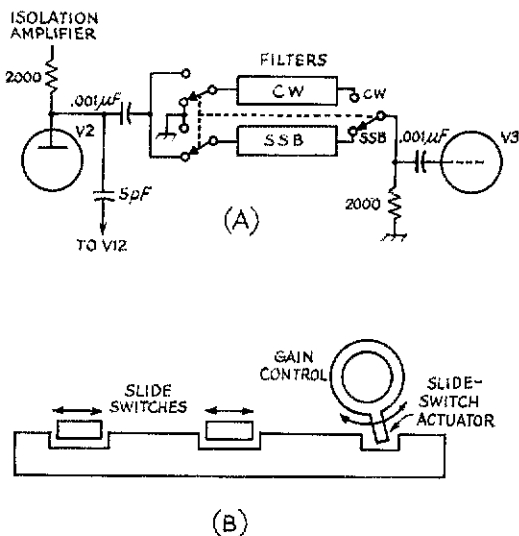 ISOLATION
AMPLIFIER
2000
.001µF
V2
5pF
TO V12
FILTERS
CW
CW
SSB
SSB
.001µF
V3
2000
(A)
GAIN
CONTROL
SLIDE
SWITCHES
SLIDE-
SWITCH
ACTUATOR
(B)